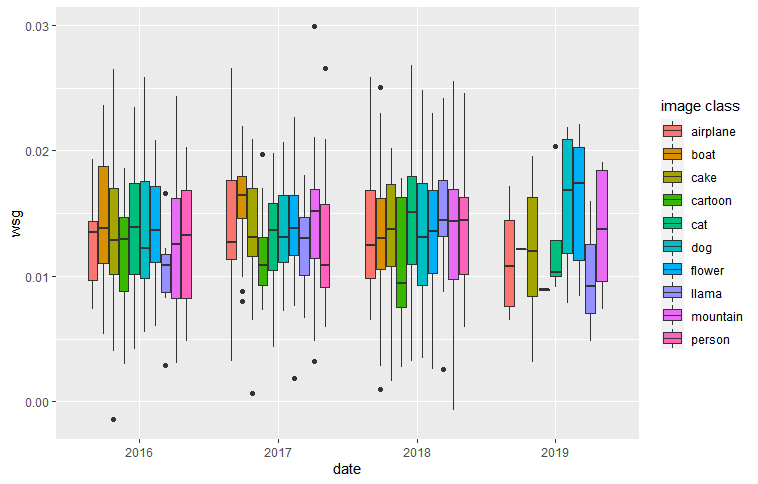 0.03
0.02
0.01
0.00
wsg
2016
2017
2018
2019
date
image class
airplane
boat
cake
cartoon
cat
dog
flower
llama
mountain
person